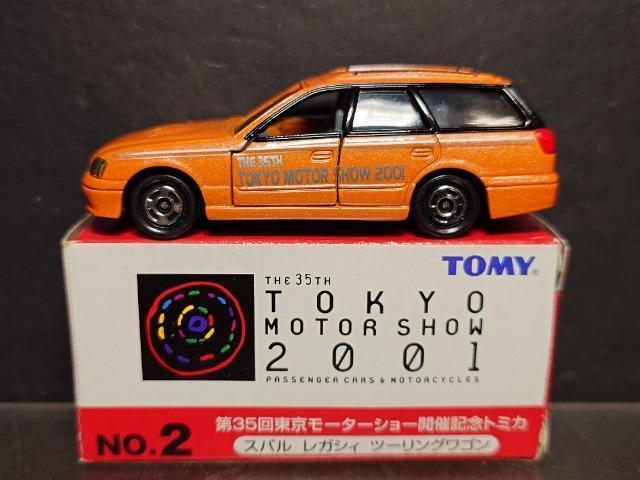 THE 35TH
TOKYO MOTOR SHOW 2001
TOMY
THE 35TH
TOKYO
MOTOR SHOW
2001
PASSENGER CARS & MOTORCYCLES
第35回東京モーターショー開催記念トミカ
NO.2 スバル レガシィ ツーリングワゴン